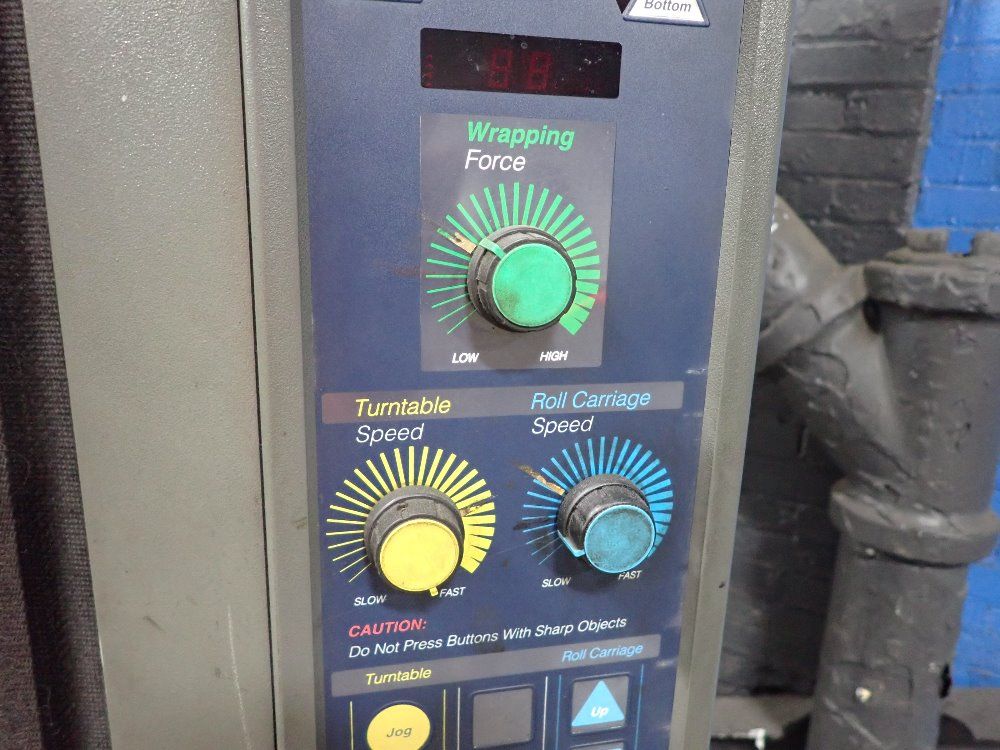 Bottom
Wrapping
Force
LOW HIGH
Turntable Roll Carriage
Speed Speed
SLOW FAST SLOW FAST
CAUTION:
Do Not Press Buttons With Sharp Objects
Turntable Roll Carriage
Jog Up